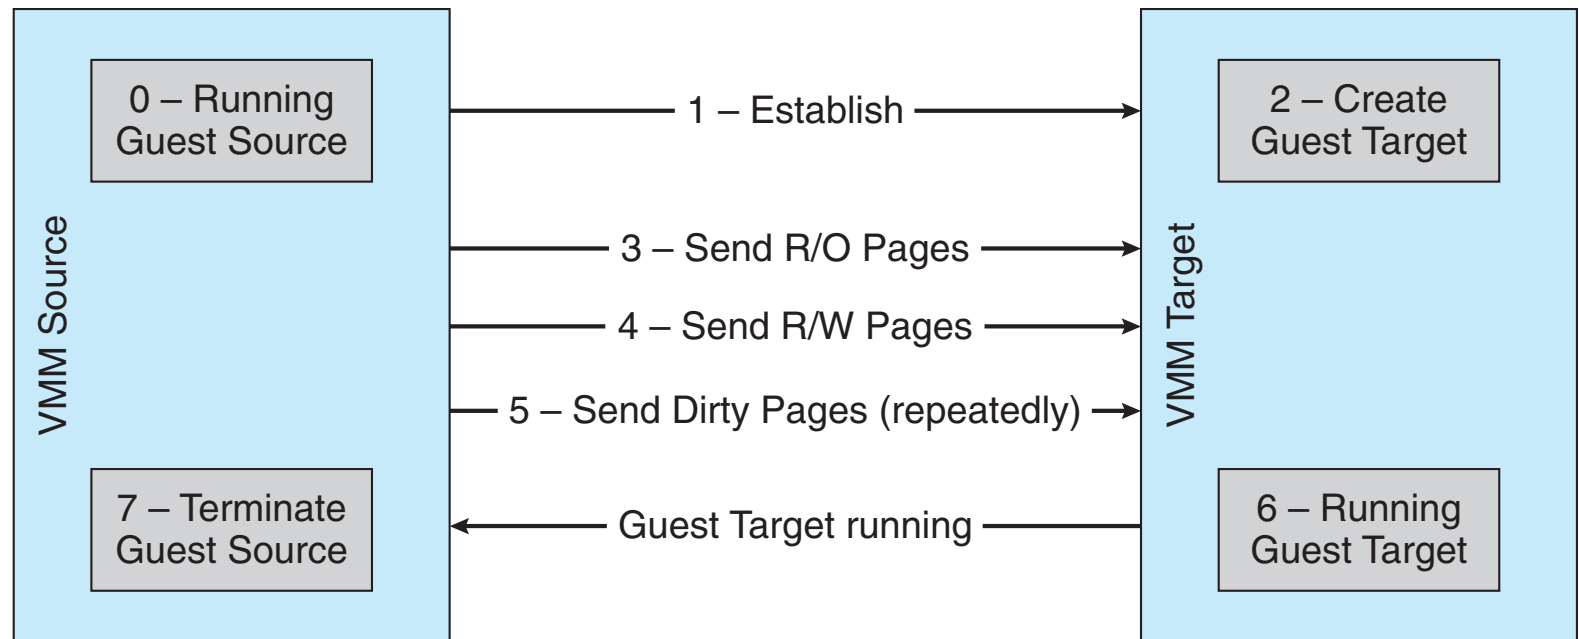 0 – Running
Guest Source
1 – Establish
2 – Create
Guest Target
VMM Source
3 – Send R/O Pages
VMM Target
4 – Send R/W Pages
5 – Send Dirty Pages (repeatedly)
7 – Terminate
Guest Source
Guest Target running
6 – Running
Guest Target